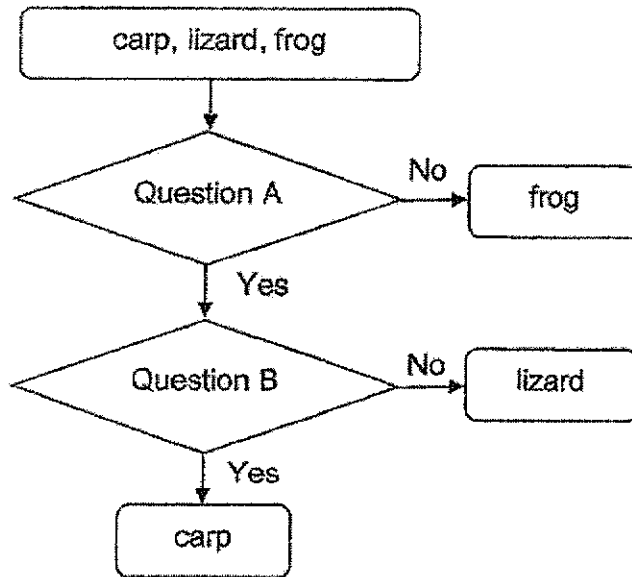 carp, lizard, frog
Question A
No
frog
Yes
Question B
No
lizard
Yes
carp